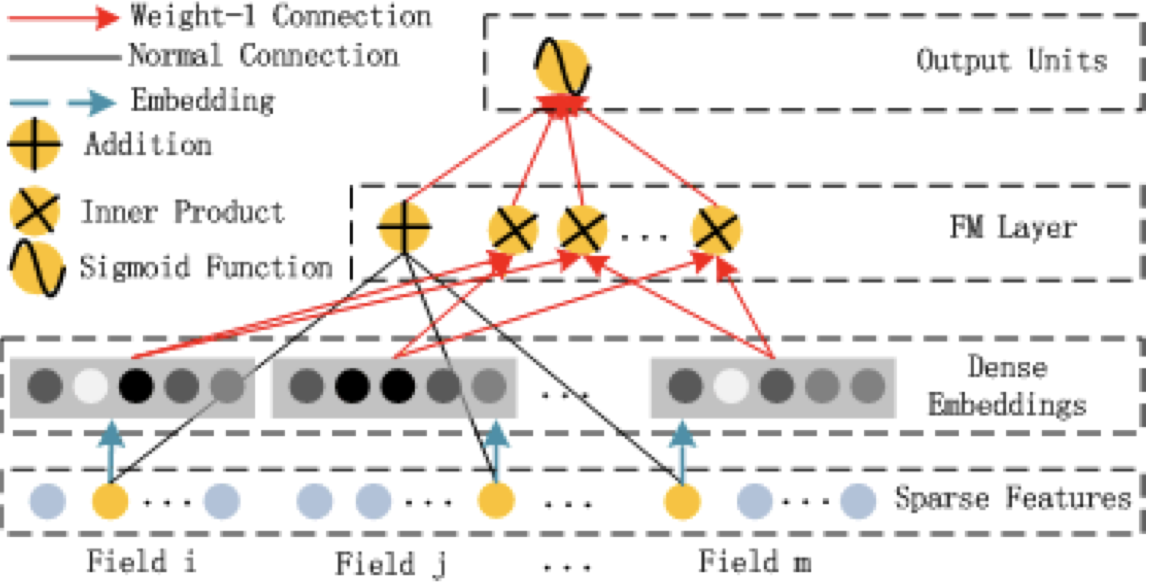 Weight-1 Connection
Normal Connection
Embedding
Addition
Inner Product
Sigmoid Function
Output Units
...
FM Layer
...
Dense
Embeddings
... ... ... ...
Sparse Features
Field i Field j ... Field m